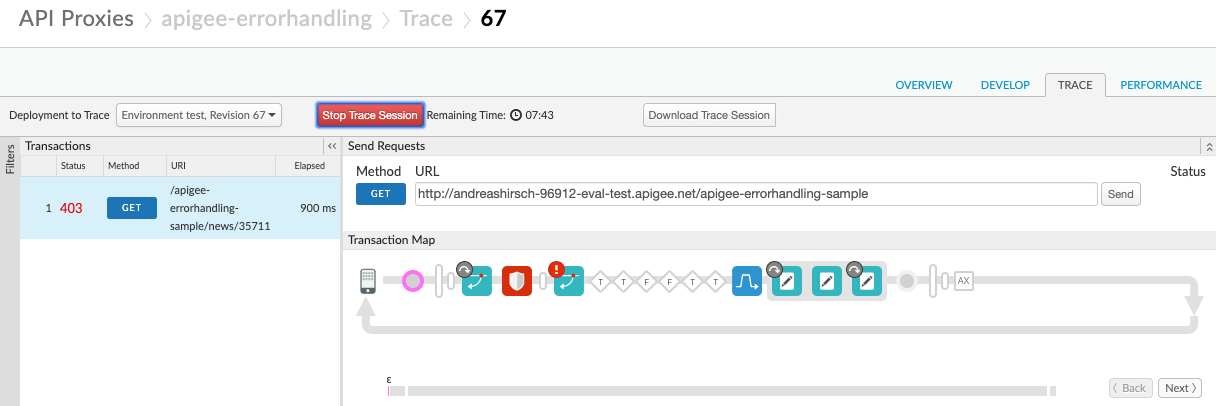 API Proxies > apigee-errorhandling > Trace > 67
OVERVIEW DEVELOP TRACE PERFORMANCE
Deployment to Trace Environment test, Revision 67 Stop Trace Session Remaining Time: 07:43 Download Trace Session
Filters
Transactions <<
Status Method URI Elapsed
1 403 GET /apigee-
errorhandling-
sample/news/35711 900 ms
Send Requests
Method URL Status
GET http://andreashirsch-96912-eval-test.apigee.net/apigee-errorhandling-sample Send
Transaction Map
! T T F F T T AX
ε
< Back Next >